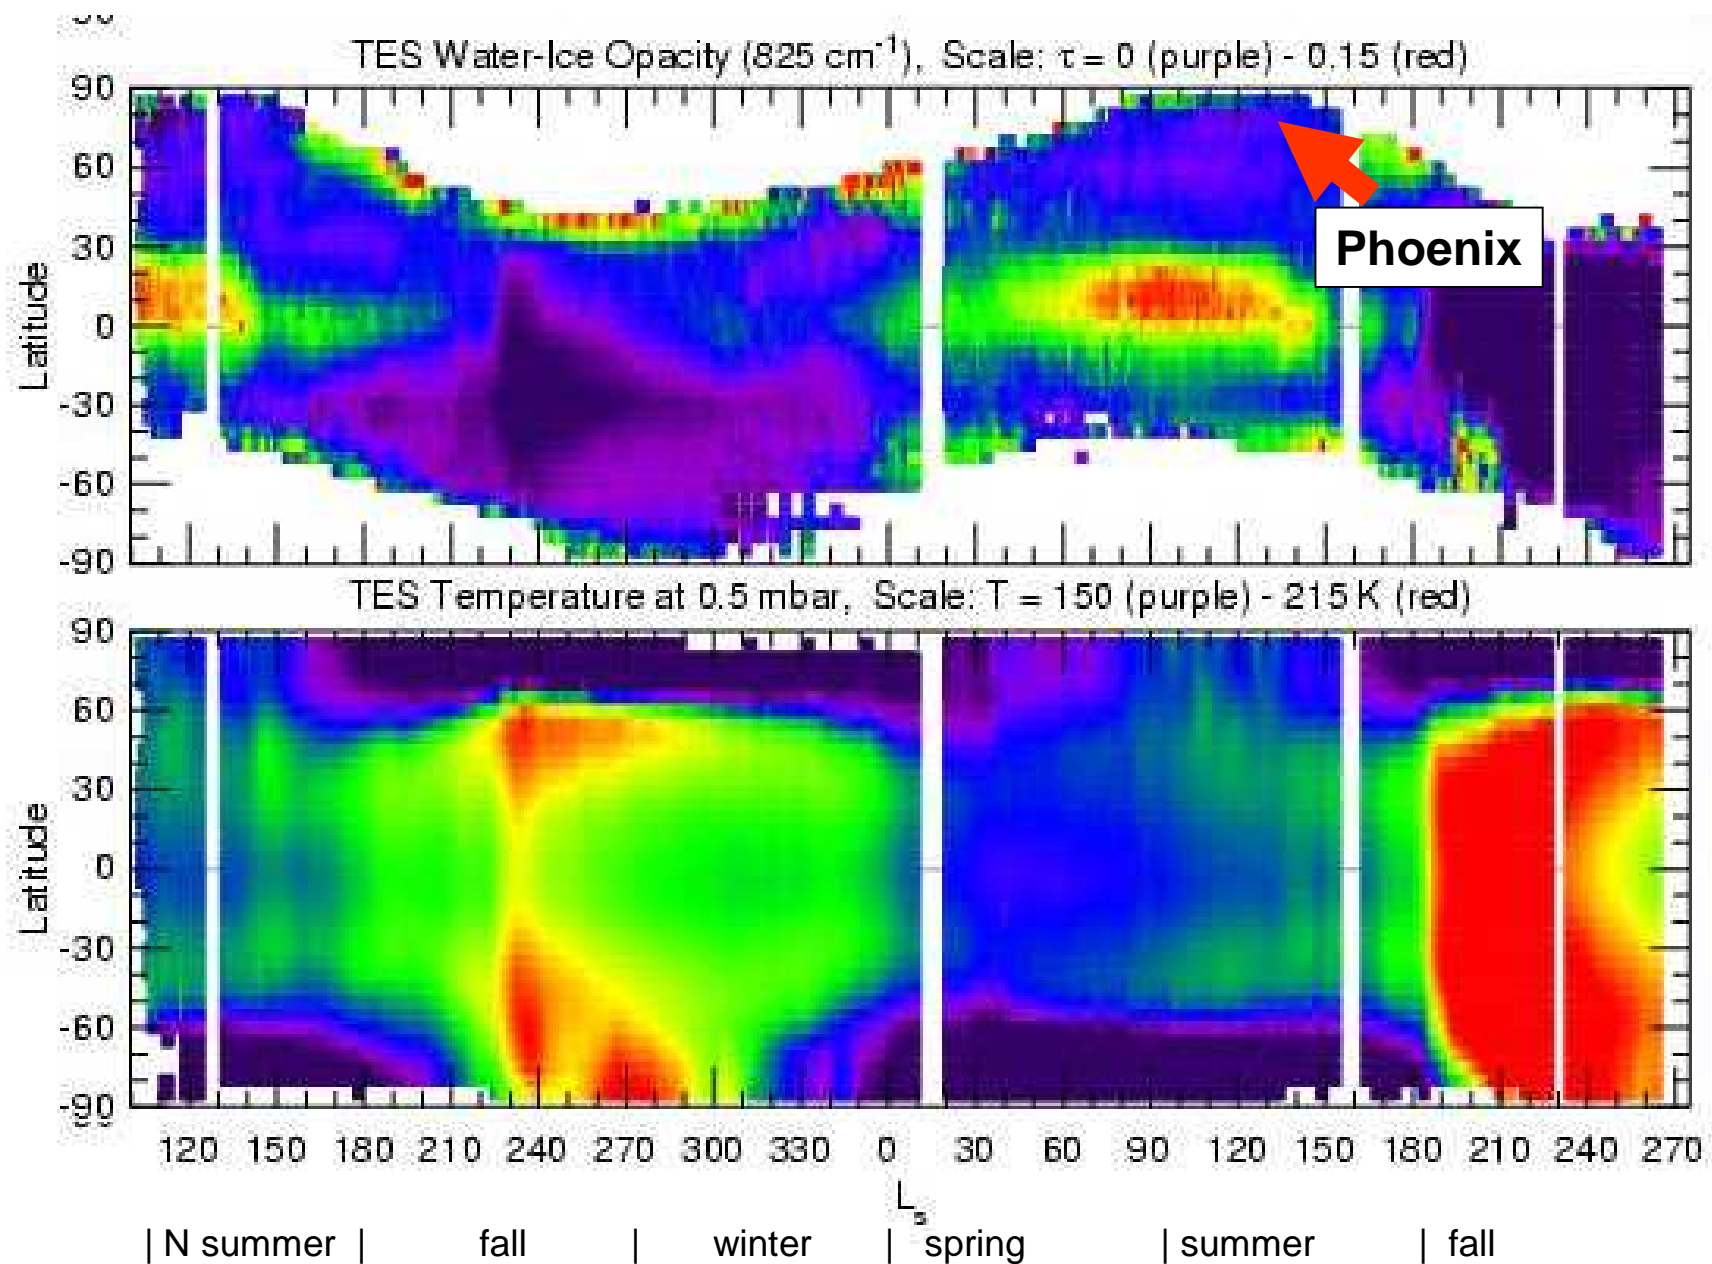 TES Water-Ice Opacity (825 cm⁻¹), Scale: τ = 0 (purple) - 0.15 (red)
90
60
30
0
-30
-60
-90
Latitude
Phoenix
TES Temperature at 0.5 mbar, Scale: T = 150 (purple) - 215 K (red)
90
60
30
0
-30
-60
-90
Latitude
120 150 180 210 240 270 300 330 0 30 60 90 120 150 180 210 240 270
Lₛ
| N summer | fall | winter | spring | summer | fall